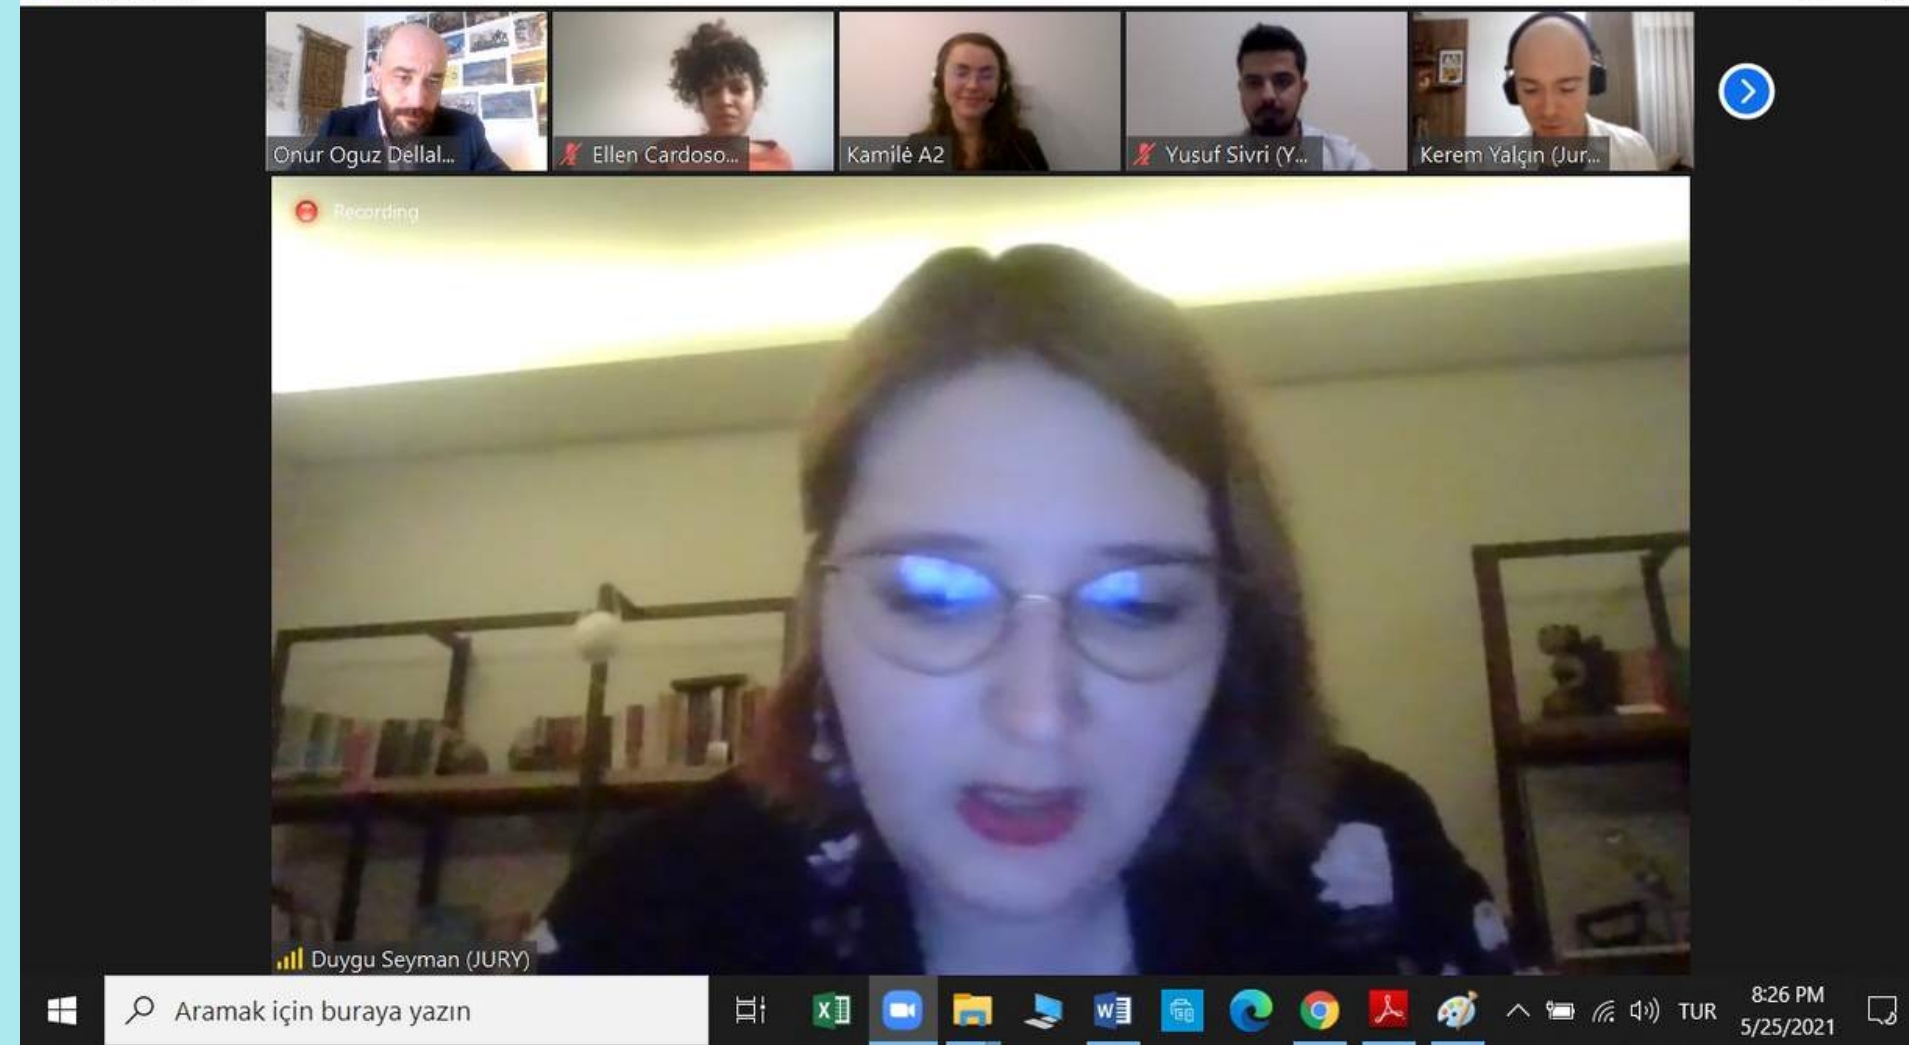 Onur Oguz Dellal...
Ellen Cardoso...
Kamilė A2
Yusuf Sivri (Y...
Kerem Yalçın (Jur...
Recording
Duygu Seyman (JURY)
Aramak için buraya yazın
TUR
8:26 PM
5/25/2021